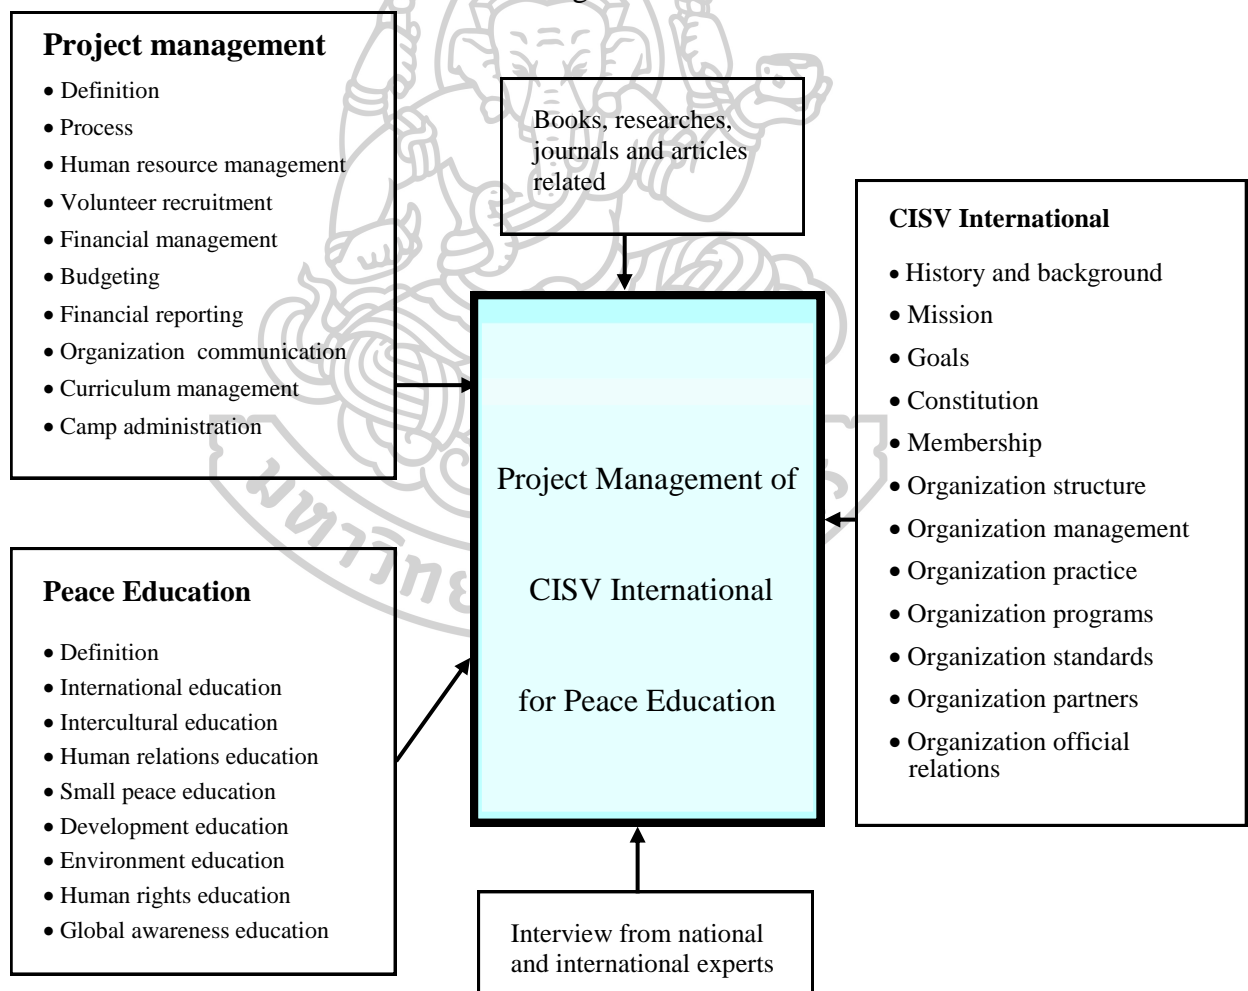 Project management
• Definition
• Process
• Human resource management
• Volunteer recruitment
• Financial management
• Budgeting
• Financial reporting
• Organization communication
• Curriculum management
• Camp administration
Books, researches,
journals and articles
related
CISV International
• History and background
• Mission
• Goals
• Constitution
• Membership
• Organization structure
• Organization management
• Organization practice
• Organization programs
• Organization standards
• Organization partners
• Organization official
relations
Project Management of
CISV International
for Peace Education
Peace Education
• Definition
• International education
• Intercultural education
• Human relations education
• Small peace education
• Development education
• Environment education
• Human rights education
• Global awareness education
Interview from national
and international experts